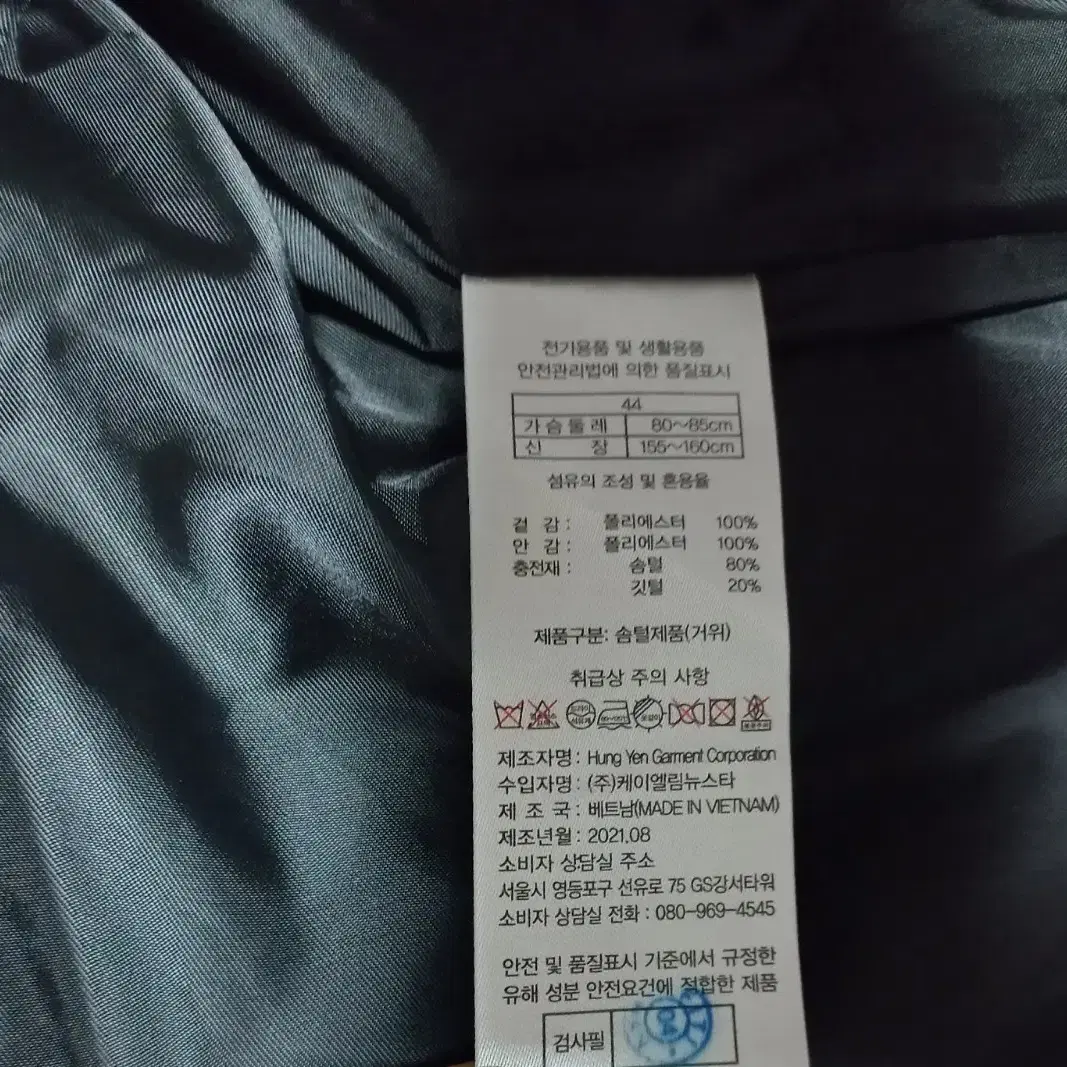 전기용품 및 생활용품
안전관리법에 의한 품질표시
44
가슴둘레 80~85cm
신 장 155~160cm
섬유의 조성 및 혼용율
겉 감 : 폴리에스터 100%
안 감 : 폴리에스터 100%
충전재 : 솜털 80%
깃털 20%
제품구분: 솜털제품(거위)
취급상 주의 사항
제조자명 : Hung Yen Garment Corporation
수입자명 : (주)케이엘림뉴스타
제 조 국 : 베트남(MADE IN VIETNAM)
제조년월 : 2021.08
소비자 상담실 주소
서울시 영등포구 선유로 75 GS강서타워
소비자 상담실 전화 : 080-969-4545
안전 및 품질표시 기준에서 규정한
유해 성분 안전요건에 적합한 제품
검사필